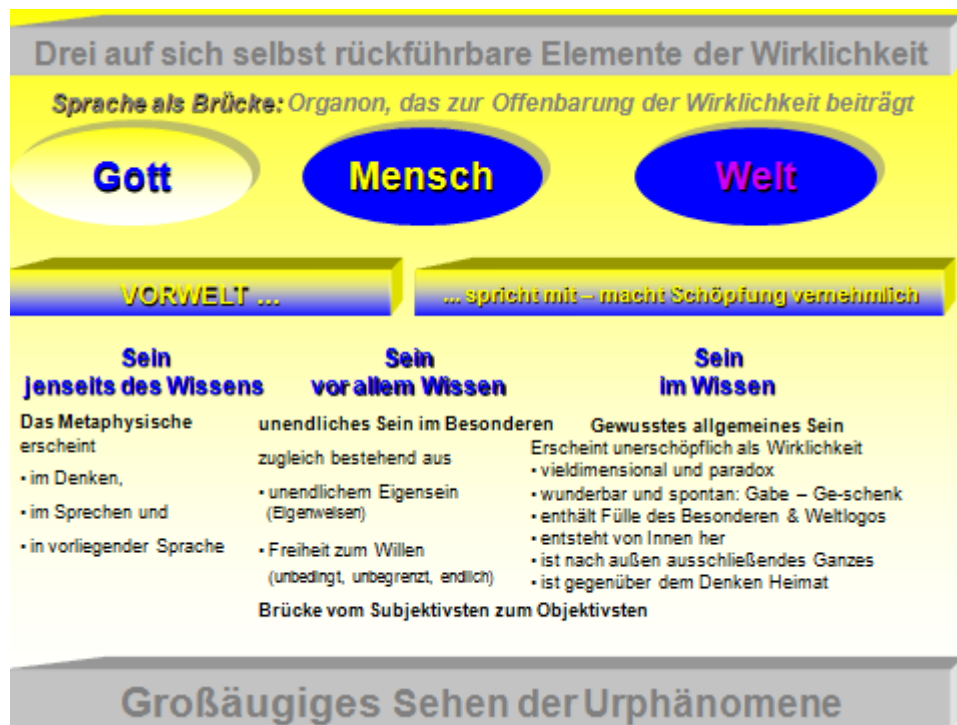 Drei auf sich selbst rückführbare Elemente der Wirklichkeit
Sprache als Brücke: Organon, das zur Offenbarung der Wirklichkeit beiträgt
Gott
Mensch
Welt
VORWELT ...
... spricht mit – macht Schöpfung vernehmlich
Sein
jenseits des Wissens
Das Metaphysische
erscheint
• im Denken,
• im Sprechen und
• in vorliegender Sprache
Sein
vor allem Wissen
unendliches Sein im Besonderen
zugleich bestehend aus
• unendlichem Eigensein
(Eigenweisen)
• Freiheit zum Willen
(unbedingt, unbegrenzt, endlich)
Brücke vom Subjektivsten zum Objektivsten
Sein
im Wissen
Gewusstes allgemeines Sein
Erscheint unerschöpflich als Wirklichkeit
• vieldimensional und paradox
• wunderbar und spontan: Gabe – Ge-schenk
• enthält Fülle des Besonderen & Weltlogos
• entsteht von Innen her
• ist nach außen ausschließendes Ganzes
• ist gegenüber dem Denken Heimat
Großäugiges Sehen der Urphänomene